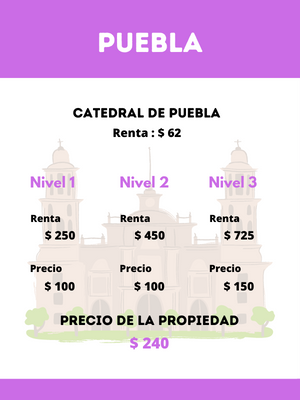 PUEBLA
CATEDRAL DE PUEBLA
Renta : $ 62
Nivel 1 Nivel 2 Nivel 3
Renta Renta Renta
$ 250 $ 450 $ 725
Precio Precio Precio
$ 100 $ 100 $ 150
PRECIO DE LA PROPIEDAD
$ 240